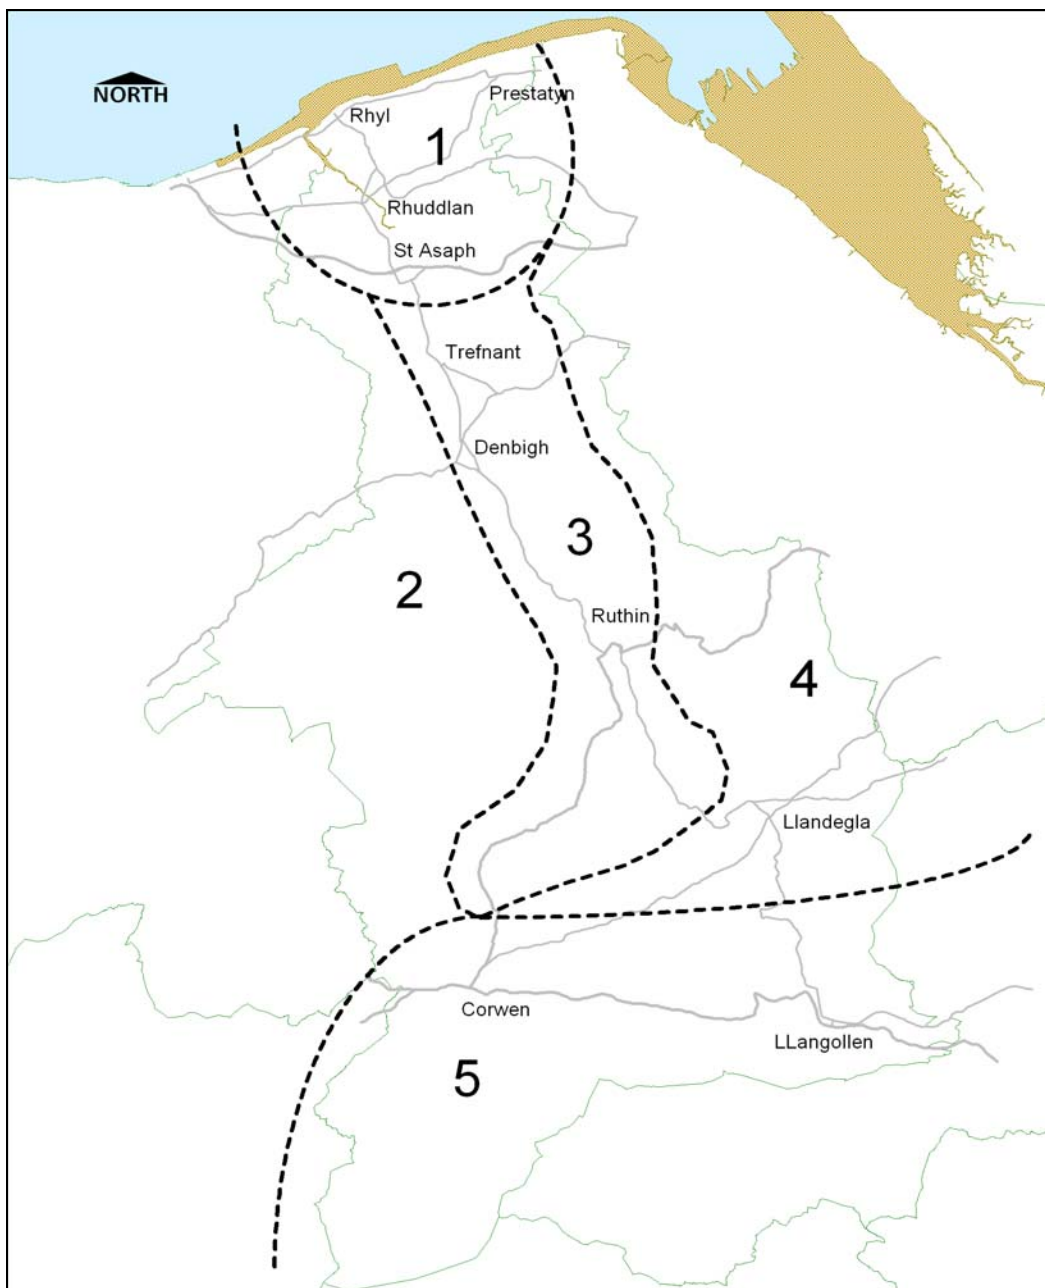 NORTH
Prestatyn
Rhyl
1
Rhuddlan
St Asaph
Trefnant
Denbigh
3
2
Ruthin
4
Llandegla
Corwen
LLangollen
5